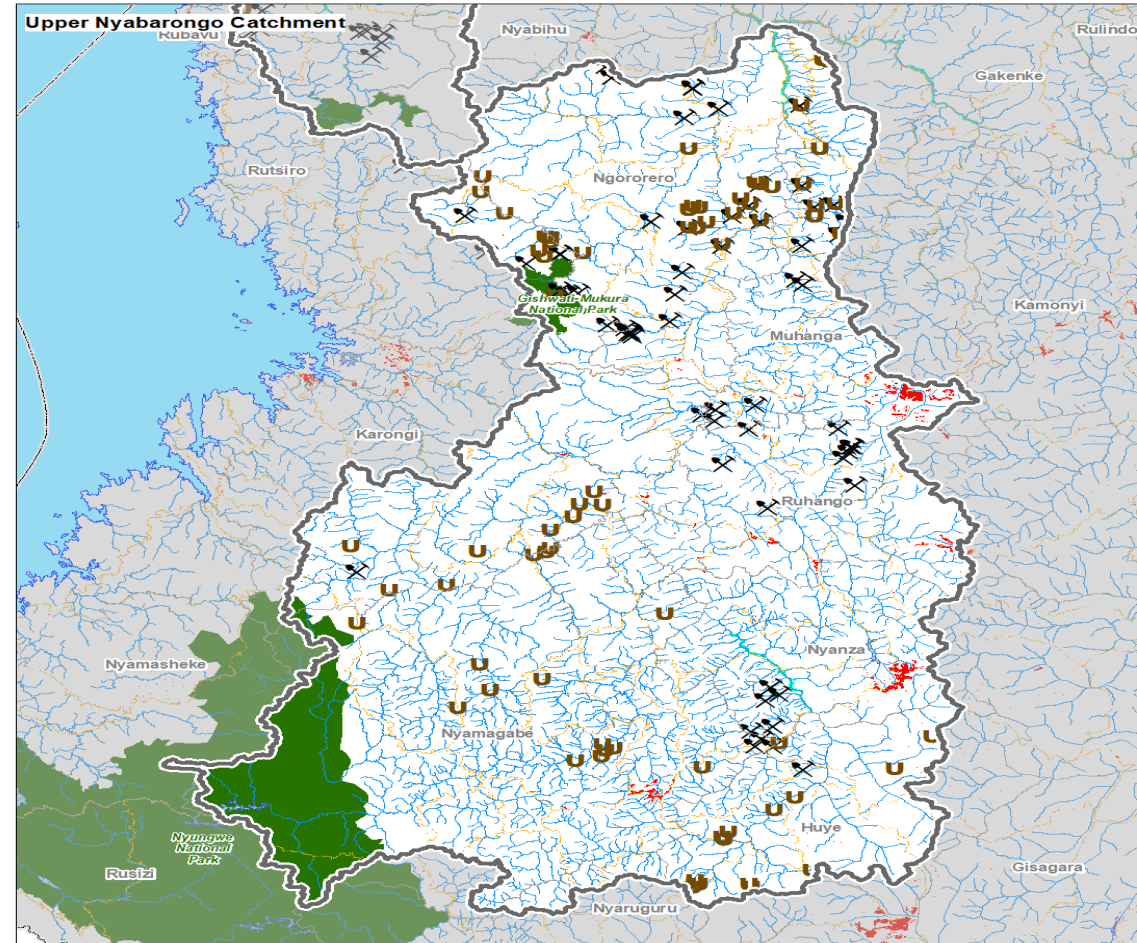 Upper Nyabarongo Catchment
Rubavu
Nyabihu
Rulindo
Gakenke
Rutsiro
Ngororero
Gishwati-Mukura
National Park
Kamonyi
Muhanga
Karongi
Ruhango
Nyanza
Nyamasheke
Nyamagabe
Huye
Nyungwe
National
Park
Rusizi
Gisagara
Nyaruguru